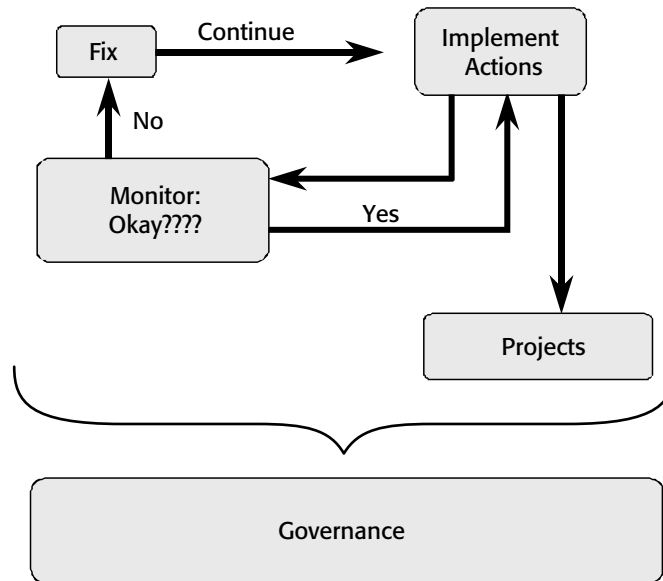 Continue
Fix
Implement
Actions
No
Monitor:
Okay????
Yes
Projects
Governance